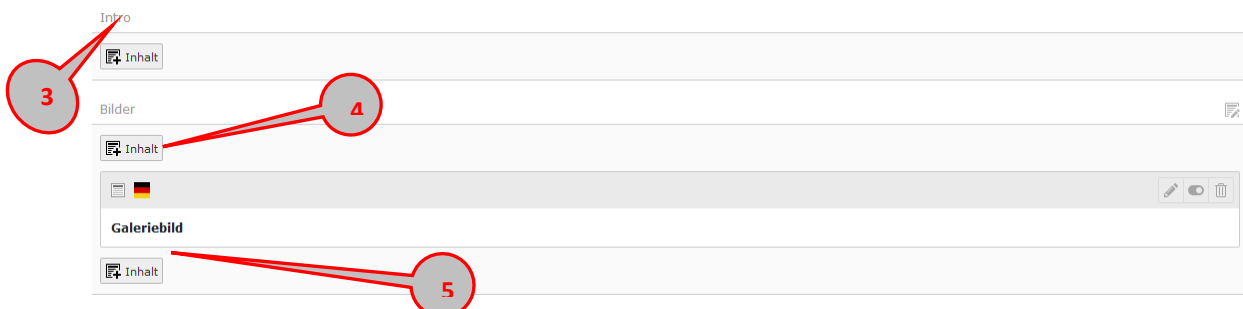 Intro
Inhalt
3
Bilder
4
Inhalt
Galeriebild
Inhalt
5